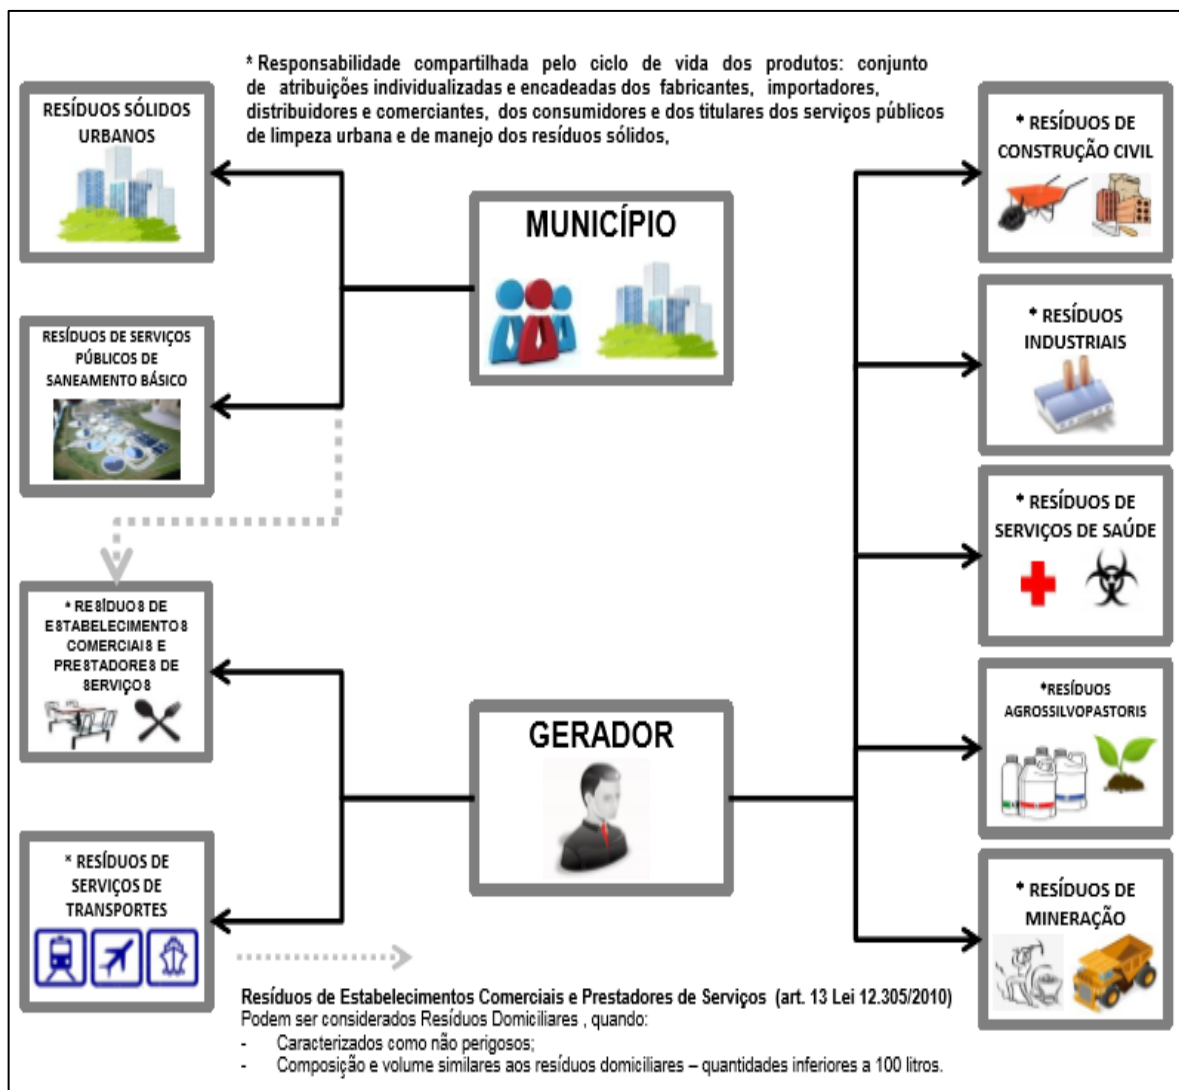 * Responsabilidade compartilhada pelo ciclo de vida dos produtos: conjunto
de atribuições individualizadas e encadeadas dos fabricantes, importadores,
distribuidores e comerciantes, dos consumidores e dos titulares dos serviços públicos
de limpeza urbana e de manejo dos resíduos sólidos,
RESÍDUOS SÓLIDOS
URBANOS
MUNICÍPIO
* RESÍDUOS DE
CONSTRUÇÃO CIVIL
RESÍDUOS DE SERVIÇOS
PÚBLICOS DE
SANEAMENTO BÁSICO
* RESÍDUOS
INDUSTRIAIS
* RESÍDUOS DE
SERVIÇOS DE SAÚDE
* RESÍDUOS DE
ESTABELECIMENTOS
COMERCIAIS E
PRESTADORES DE
SERVIÇOS
GERADOR
*RESÍDUOS
AGROSSILVOPASTORIS
* RESÍDUOS DE
SERVIÇOS DE
TRANSPORTES
* RESÍDUOS DE
MINERAÇÃO
Resíduos de Estabelecimentos Comerciais e Prestadores de Serviços (art. 13 Lei 12.305/2010)
Podem ser considerados Resíduos Domiciliares , quando:
- Caracterizados como não perigosos;
- Composição e volume similares aos resíduos domiciliares – quantidades inferiores a 100 litros.